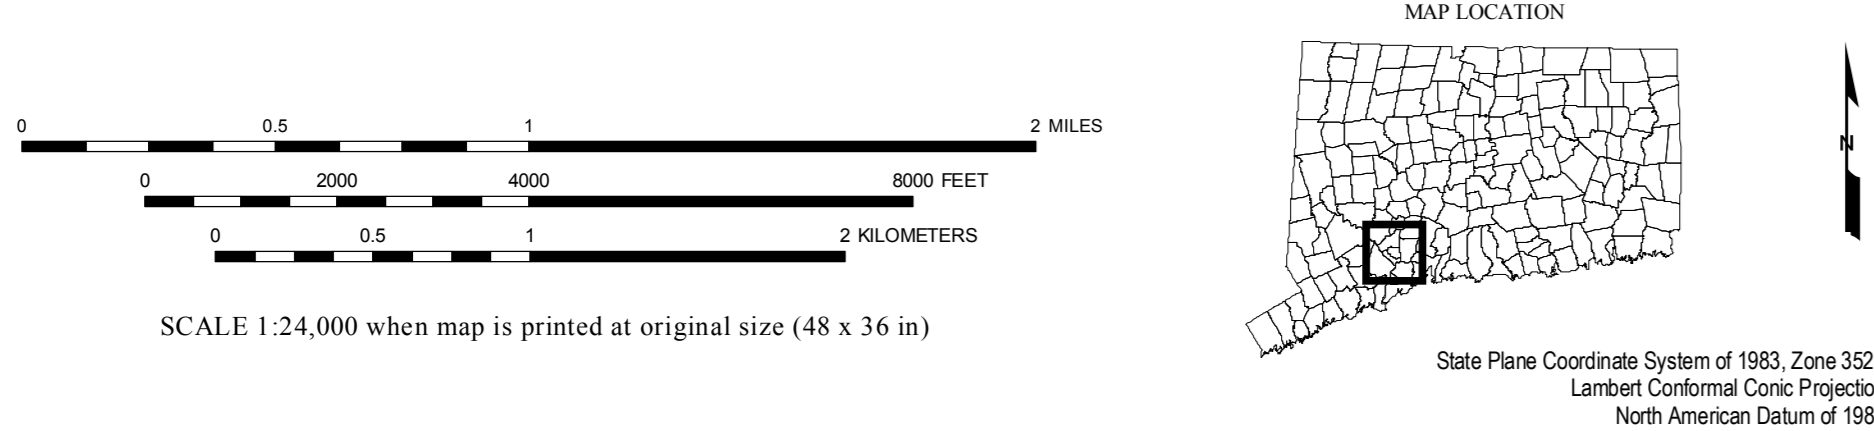 MAP LOCATION
0 0.5 1 2 MILES
0 2000 4000 8000 FEET
N
0 0.5 1 2 KILOMETERS
SCALE 1:24,000 when map is printed at original size (48 x 36 in)
State Plane Coordinate System of 1983, Zone 352
Lambert Conformal Conic Projectio
North American Datum of 198